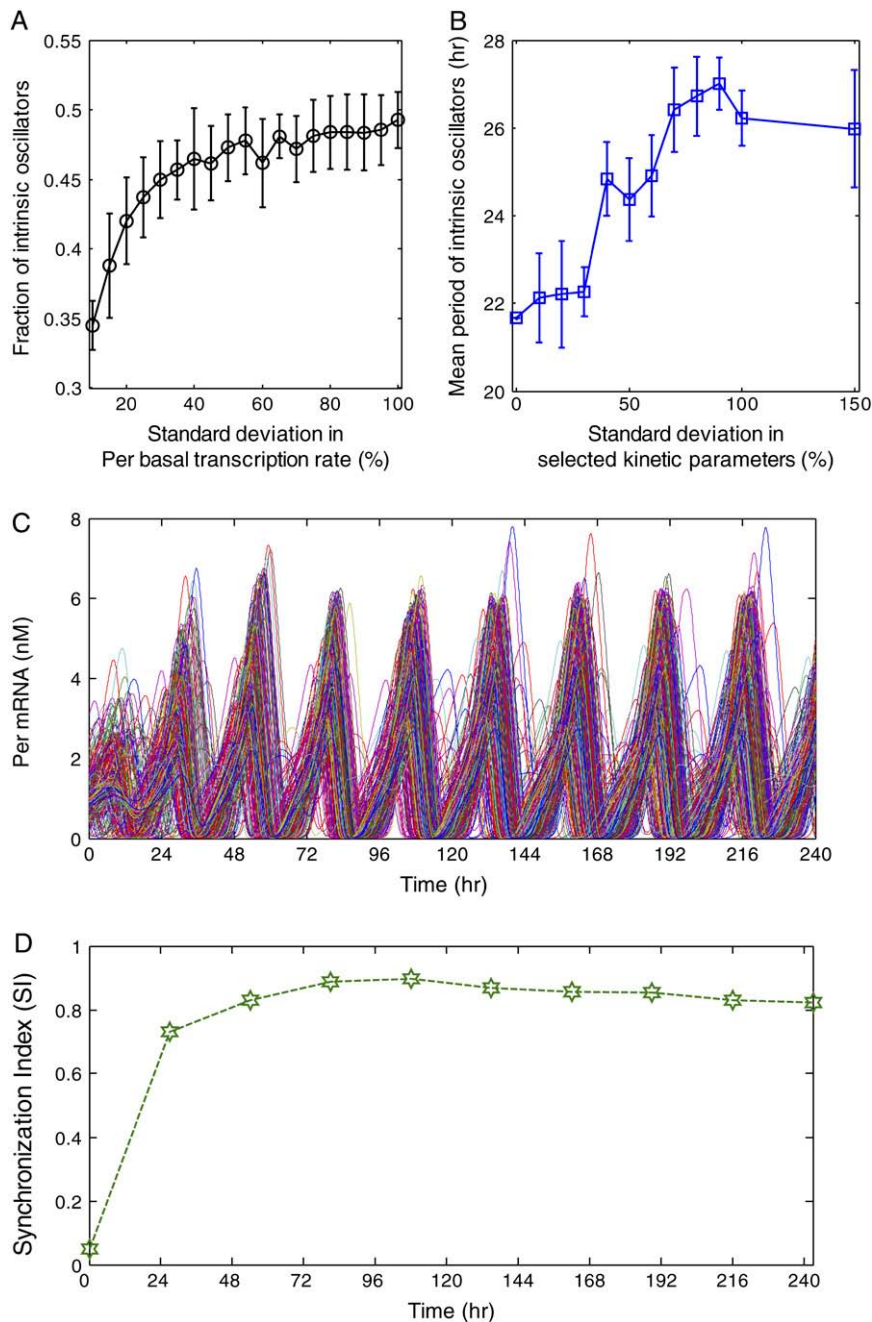 A
0.55
0.5
0.45
0.4
0.35
0.3
Fraction of intrinsic oscillators
20 40 60 80 100
Standard deviation in
Per basal transcription rate (%)
B
28
26
24
22
20
Mean period of intrinsic oscillators (hr)
0 50 100 150
Standard deviation in
selected kinetic parameters (%)
C
8
6
4
2
0
Per mRNA (nM)
0 24 48 72 96 120 144 168 192 216 240
Time (hr)
D
1
0.8
0.6
0.4
0.2
0
Synchronization Index (SI)
0 24 48 72 96 120 144 168 192 216 240
Time (hr)